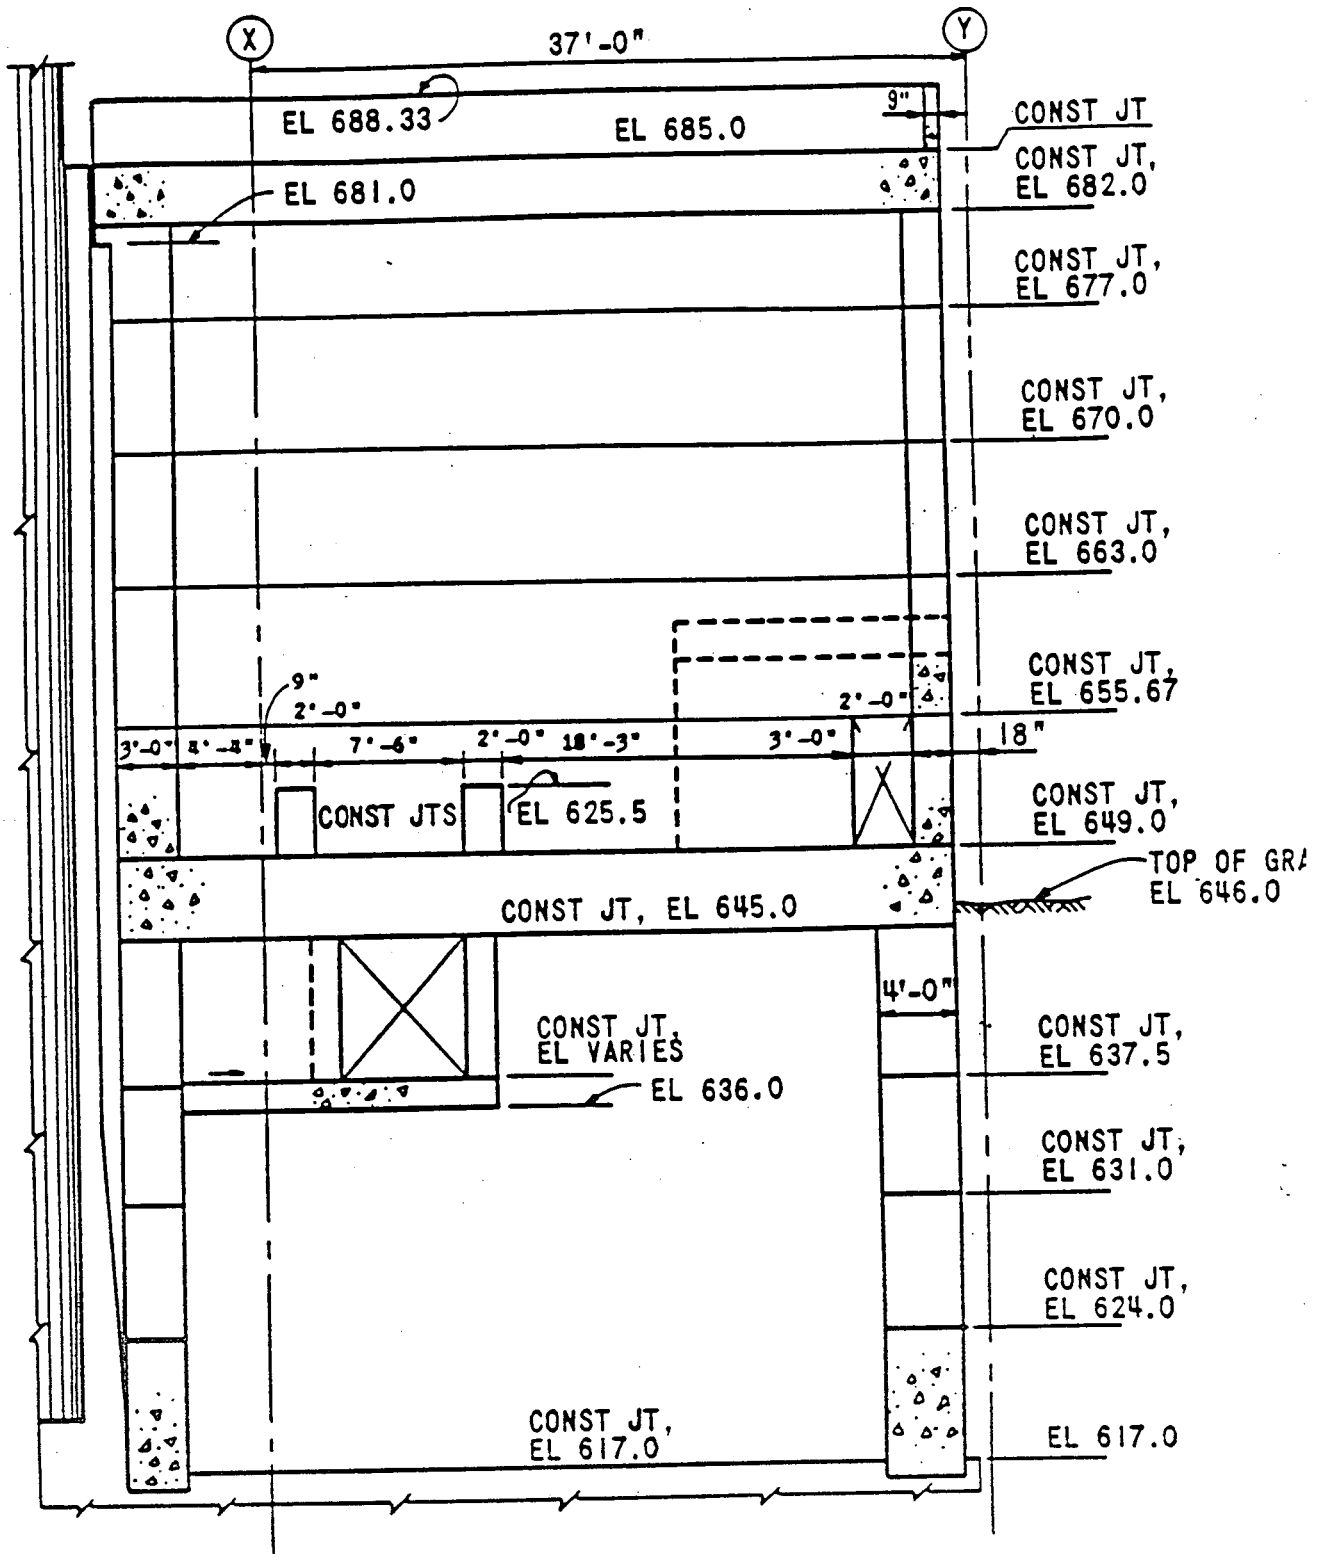 X
Y
37'-0"
EL 688.33
EL 685.0
9"
CONST JT
CONST JT,
EL 682.0
EL 681.0
CONST JT,
EL 677.0
CONST JT,
EL 670.0
CONST JT,
EL 663.0
CONST JT,
EL 655.67
9"
2'-0"
2'-0"
3'-0"
4'-4"
7'-6"
2'-0"
18'-3"
3'-0"
18"
CONST JTS
EL 625.5
CONST JT,
EL 649.0
TOP OF GRA
EL 646.0
CONST JT, EL 645.0
4'-0"
CONST JT,
EL VARIES
CONST JT,
EL 637.5
EL 636.0
CONST JT,
EL 631.0
CONST JT,
EL 624.0
CONST JT,
EL 617.0
EL 617.0